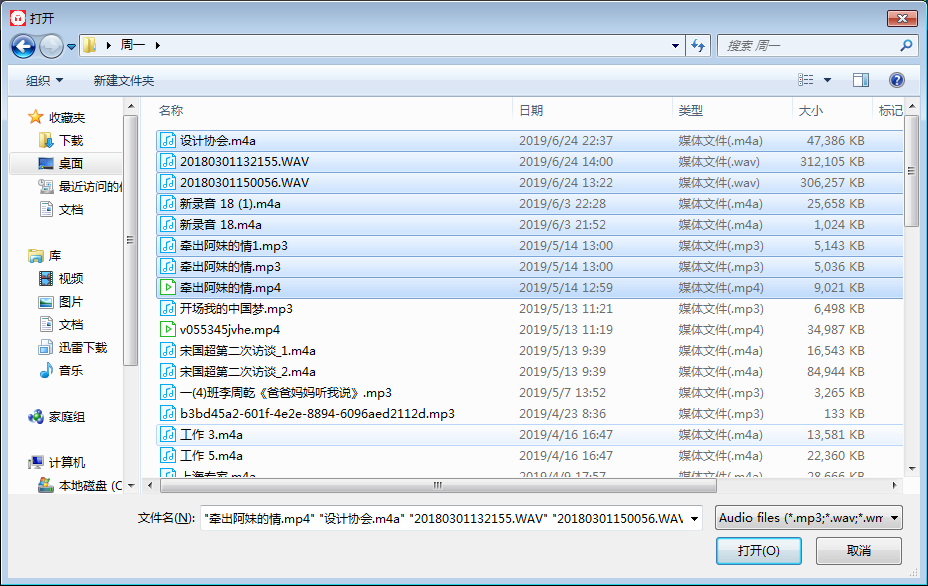 打开
周一
搜索 周一
组织 新建文件夹
收藏夹
下载
桌面
最近访问的
文档
库
视频
图片
文档
迅雷下载
音乐
家庭组
计算机
本地磁盘 (C
名称 日期 类型 大小 标记
设计协会.m4a 2019/6/24 22:37 媒体文件(.m4a) 47,386 KB
20180301132155.WAV 2019/6/24 14:00 媒体文件(.wav) 312,105 KB
20180301150056.WAV 2019/6/24 13:22 媒体文件(.wav) 306,257 KB
新录音 18 (1).m4a 2019/6/3 22:28 媒体文件(.m4a) 25,658 KB
新录音 18.m4a 2019/6/3 21:52 媒体文件(.m4a) 1,024 KB
牵出阿妹的情1.mp3 2019/5/14 13:00 媒体文件(.mp3) 5,143 KB
牵出阿妹的情.mp3 2019/5/14 13:00 媒体文件(.mp3) 5,036 KB
牵出阿妹的情.mp4 2019/5/14 12:59 媒体文件(.mp4) 9,021 KB
开场我的中国梦.mp3 2019/5/13 11:21 媒体文件(.mp3) 6,498 KB
v055345jvhe.mp4 2019/5/13 11:19 媒体文件(.mp4) 34,987 KB
宋国超第二次访谈_1.m4a 2019/5/13 9:39 媒体文件(.m4a) 16,543 KB
宋国超第二次访谈_2.m4a 2019/5/13 9:39 媒体文件(.m4a) 84,944 KB
一(4)班李周乾《爸爸妈妈听我说》.mp3 2019/5/7 13:52 媒体文件(.mp3) 3,265 KB
b3bd45a2-601f-4e2e-8894-6096aed2112d.mp3 2019/4/23 8:36 媒体文件(.mp3) 133 KB
工作 3.m4a 2019/4/16 16:47 媒体文件(.m4a) 13,581 KB
工作 5.m4a 2019/4/16 16:47 媒体文件(.m4a) 22,360 KB
上海专家.m4a 2019/4/9 17:57 媒体文件(.m4a) 28,666 KB
文件名(N): "牵出阿妹的情.mp4" "设计协会.m4a" "20180301132155.WAV" "20180301150056.WAV Audio files (*.mp3;*.wav;*.wm
打开(O) 取消